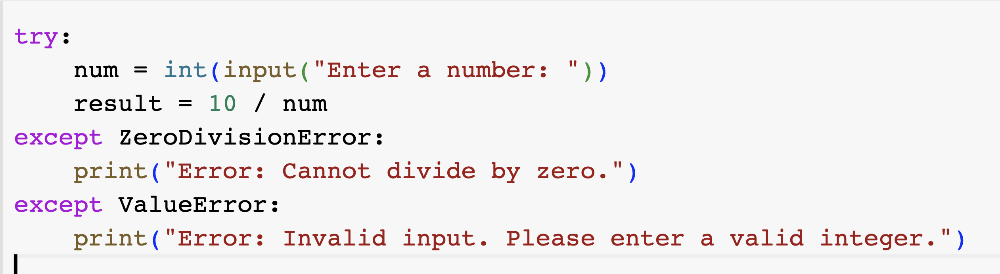 try:
    num = int(input("Enter a number: "))
    result = 10 / num
except ZeroDivisionError:
    print("Error: Cannot divide by zero.")
except ValueError:
    print("Error: Invalid input. Please enter a valid integer.")